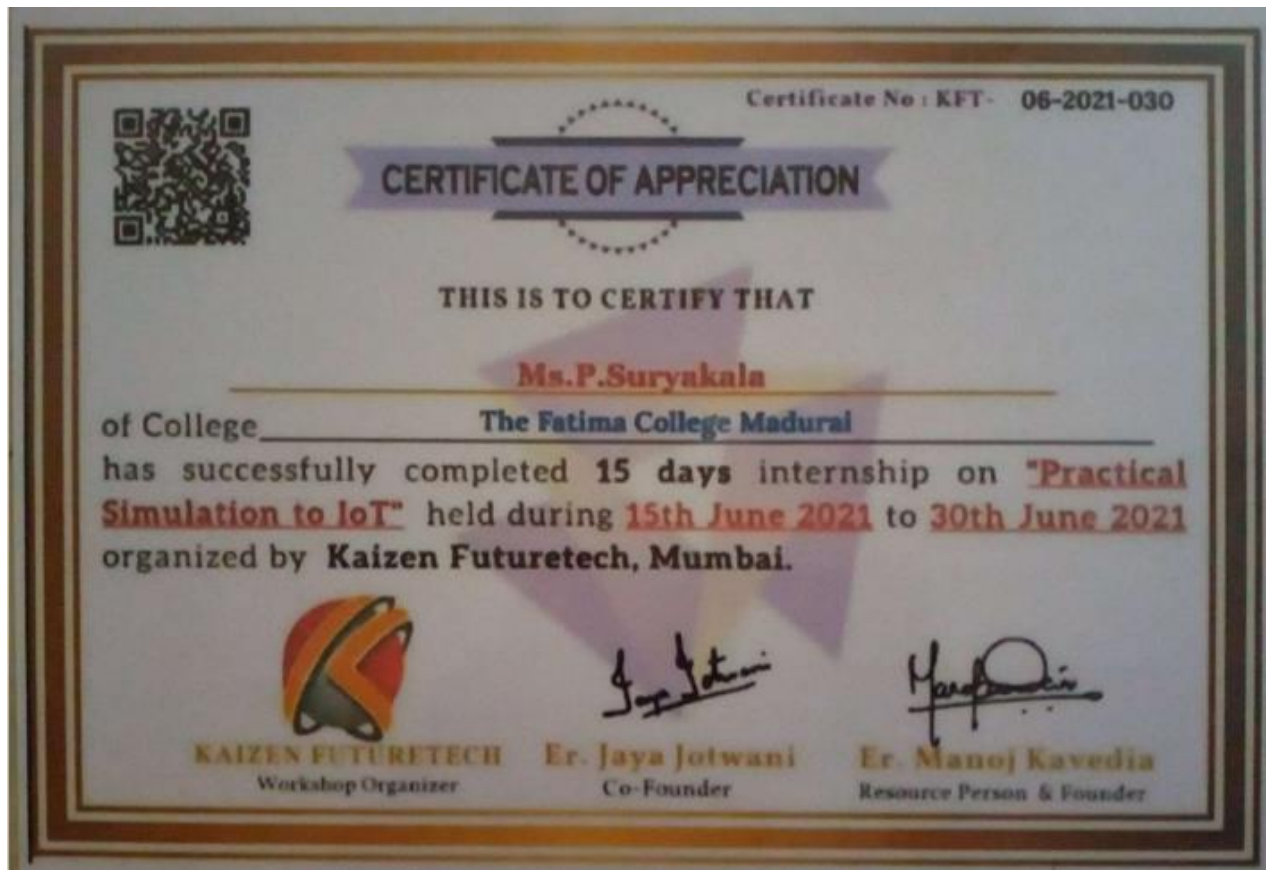 Certificate No : KFT- 06-2021-030
CERTIFICATE OF APPRECIATION
THIS IS TO CERTIFY THAT
Ms.P.Suryakala
of College The Fatima College Madurai
has successfully completed 15 days internship on "Practical
Simulation to IoT" held during 15th June 2021 to 30th June 2021
organized by Kaizen Futuretech, Mumbai.
Jaya Jotwani
KAIZEN FUTURETECH Er. Jaya Jotwani Er. Manoj Kavedia
Workshop Organizer Co-Founder Resource Person & Founder